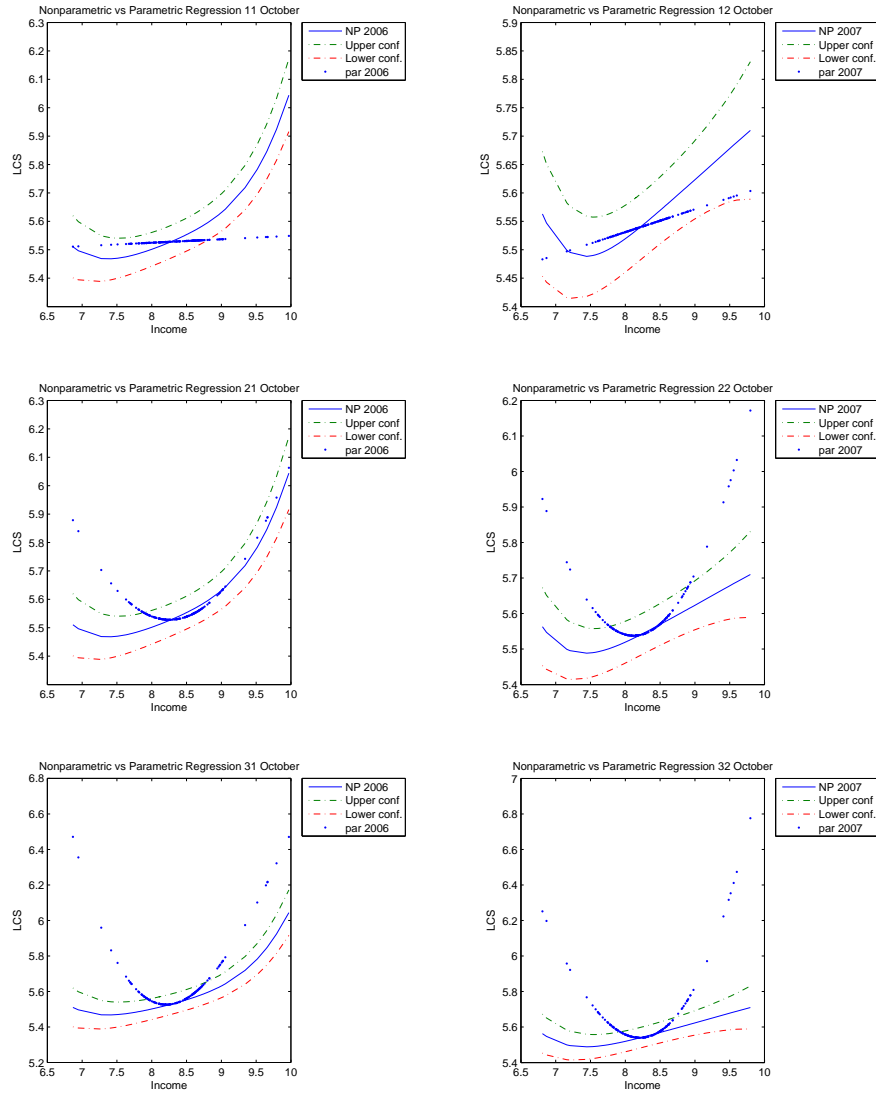 Nonparametric vs Parametric Regression 11 October
6.3
6.2
6.1
6
5.9
5.8
5.7
5.6
5.5
5.4
LCS
6.5 7 7.5 8 8.5 9 9.5 10
Income
NP 2006
Upper conf
Lower conf.
par 2006
Nonparametric vs Parametric Regression 12 October
5.9
5.85
5.8
5.75
5.7
5.65
5.6
5.55
5.5
5.45
5.4
LCS
6.5 7 7.5 8 8.5 9 9.5 10
Income
NP 2007
Upper conf
Lower conf.
par 2007
Nonparametric vs Parametric Regression 21 October
6.3
6.2
6.1
6
5.9
5.8
5.7
5.6
5.5
5.4
LCS
6.5 7 7.5 8 8.5 9 9.5 10
Income
NP 2006
Upper conf
Lower conf.
par 2006
Nonparametric vs Parametric Regression 22 October
6.2
6.1
6
5.9
5.8
5.7
5.6
5.5
5.4
LCS
6.5 7 7.5 8 8.5 9 9.5 10
Income
NP 2007
Upper conf
Lower conf.
par 2007
Nonparametric vs Parametric Regression 31 October
6.8
6.6
6.4
6.2
6
5.8
5.6
5.4
5.2
LCS
6.5 7 7.5 8 8.5 9 9.5 10
Income
NP 2006
Upper conf
Lower conf.
par 2006
Nonparametric vs Parametric Regression 32 October
7
6.8
6.6
6.4
6.2
6
5.8
5.6
5.4
LCS
6.5 7 7.5 8 8.5 9 9.5 10
Income
NP 2007
Upper conf
Lower conf.
par 2007